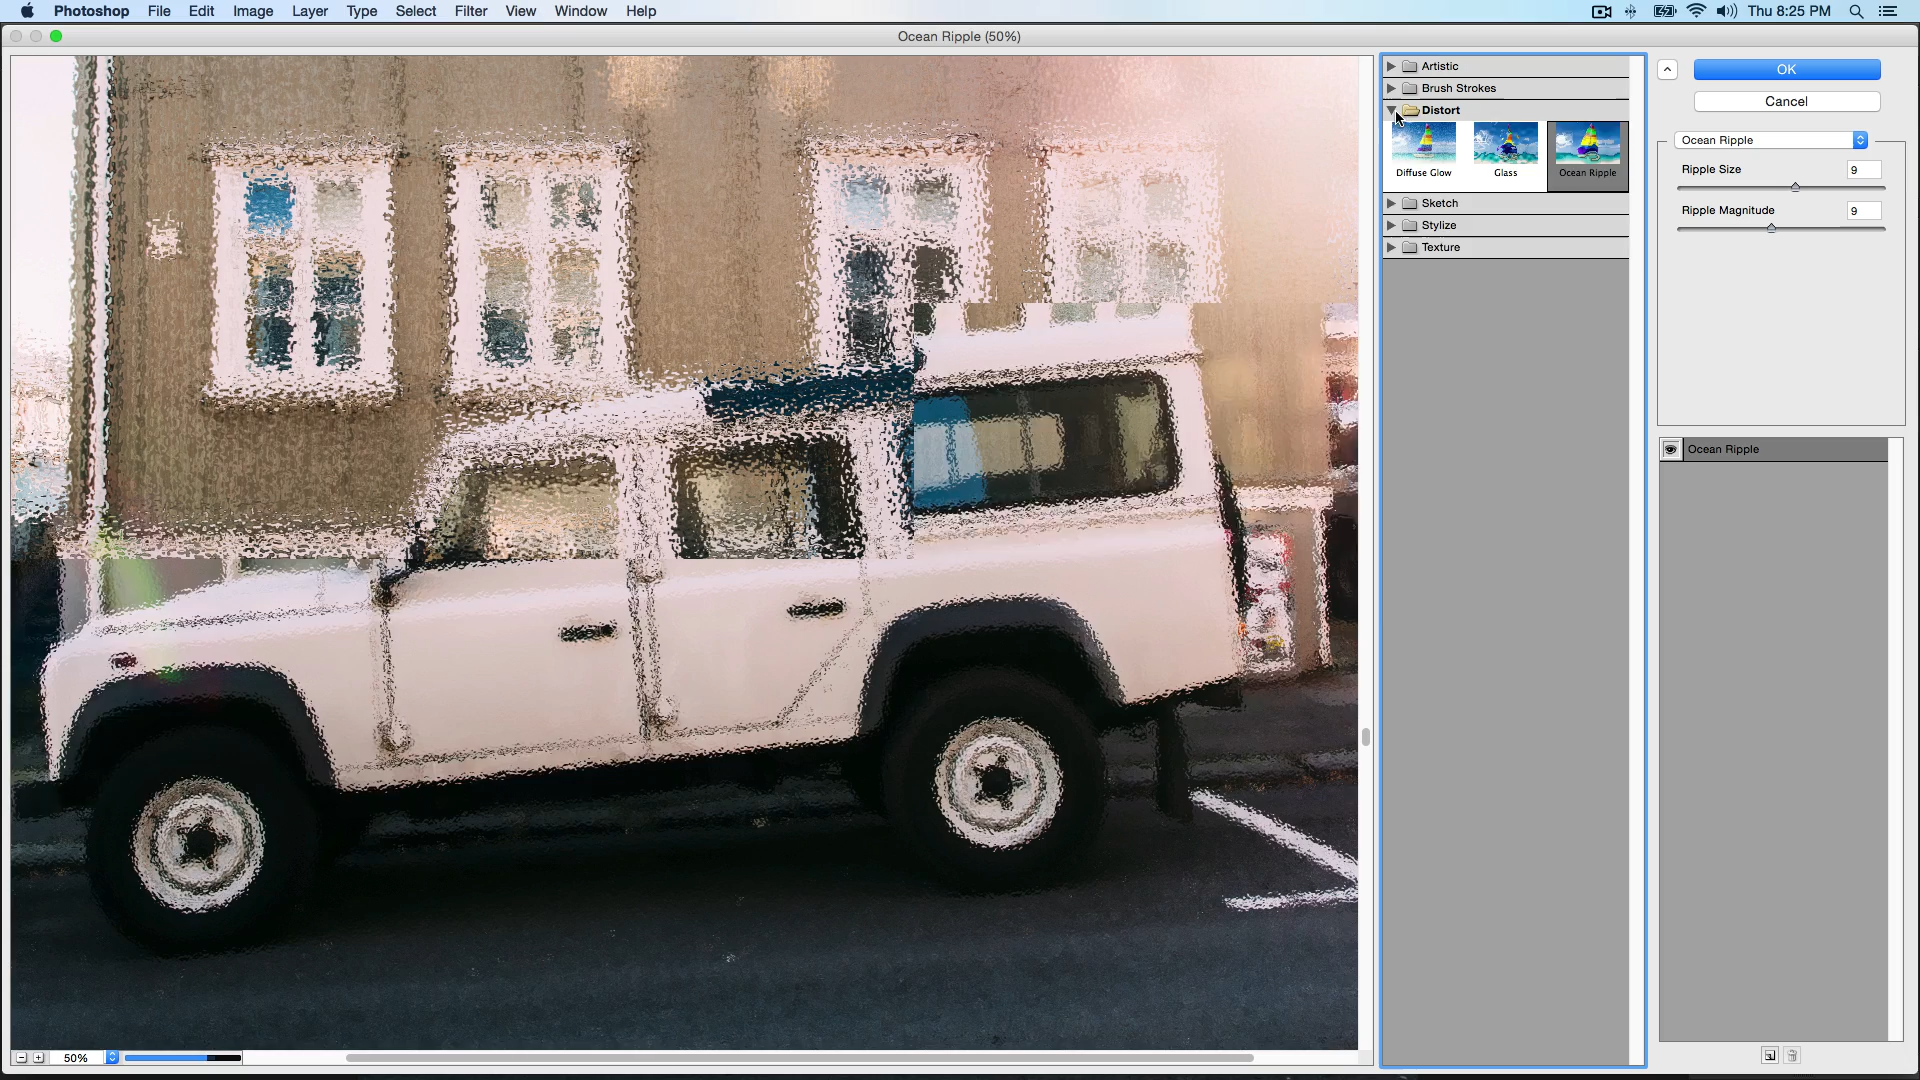 Photoshop File Edit Image Layer Type Select Filter View Window Help Thu 8:25 PM
Ocean Ripple (50%)
Artistic
Brush Strokes
Distort
Diffuse Glow Glass Ocean Ripple
Sketch
Stylize
Texture
OK
Cancel
Ocean Ripple
Ripple Size 9
Ripple Magnitude 9
Ocean Ripple
50%